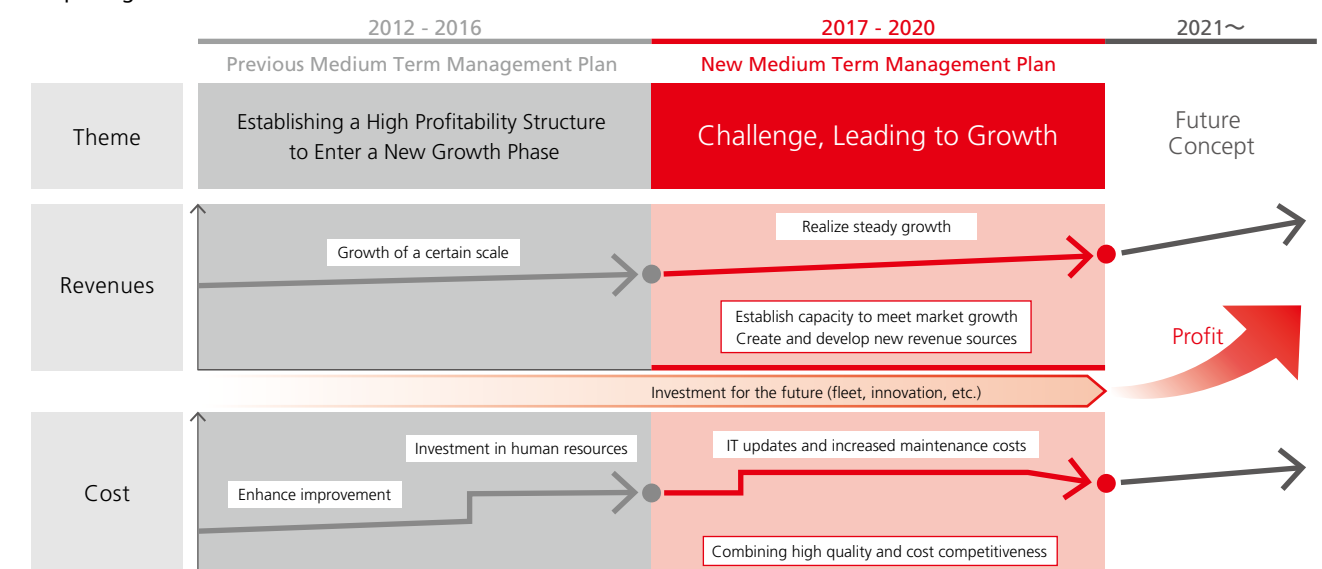 2012 - 2016
2017 - 2020
2021～
Previous Medium Term Management Plan
New Medium Term Management Plan
Theme
Establishing a High Profitability Structure
to Enter a New Growth Phase
Challenge, Leading to Growth
Future
Concept
Revenues
Growth of a certain scale
Realize steady growth
Establish capacity to meet market growth
Create and develop new revenue sources
Profit
Investment for the future (fleet, innovation, etc.)
Cost
Enhance improvement
Investment in human resources
IT updates and increased maintenance costs
Combining high quality and cost competitiveness